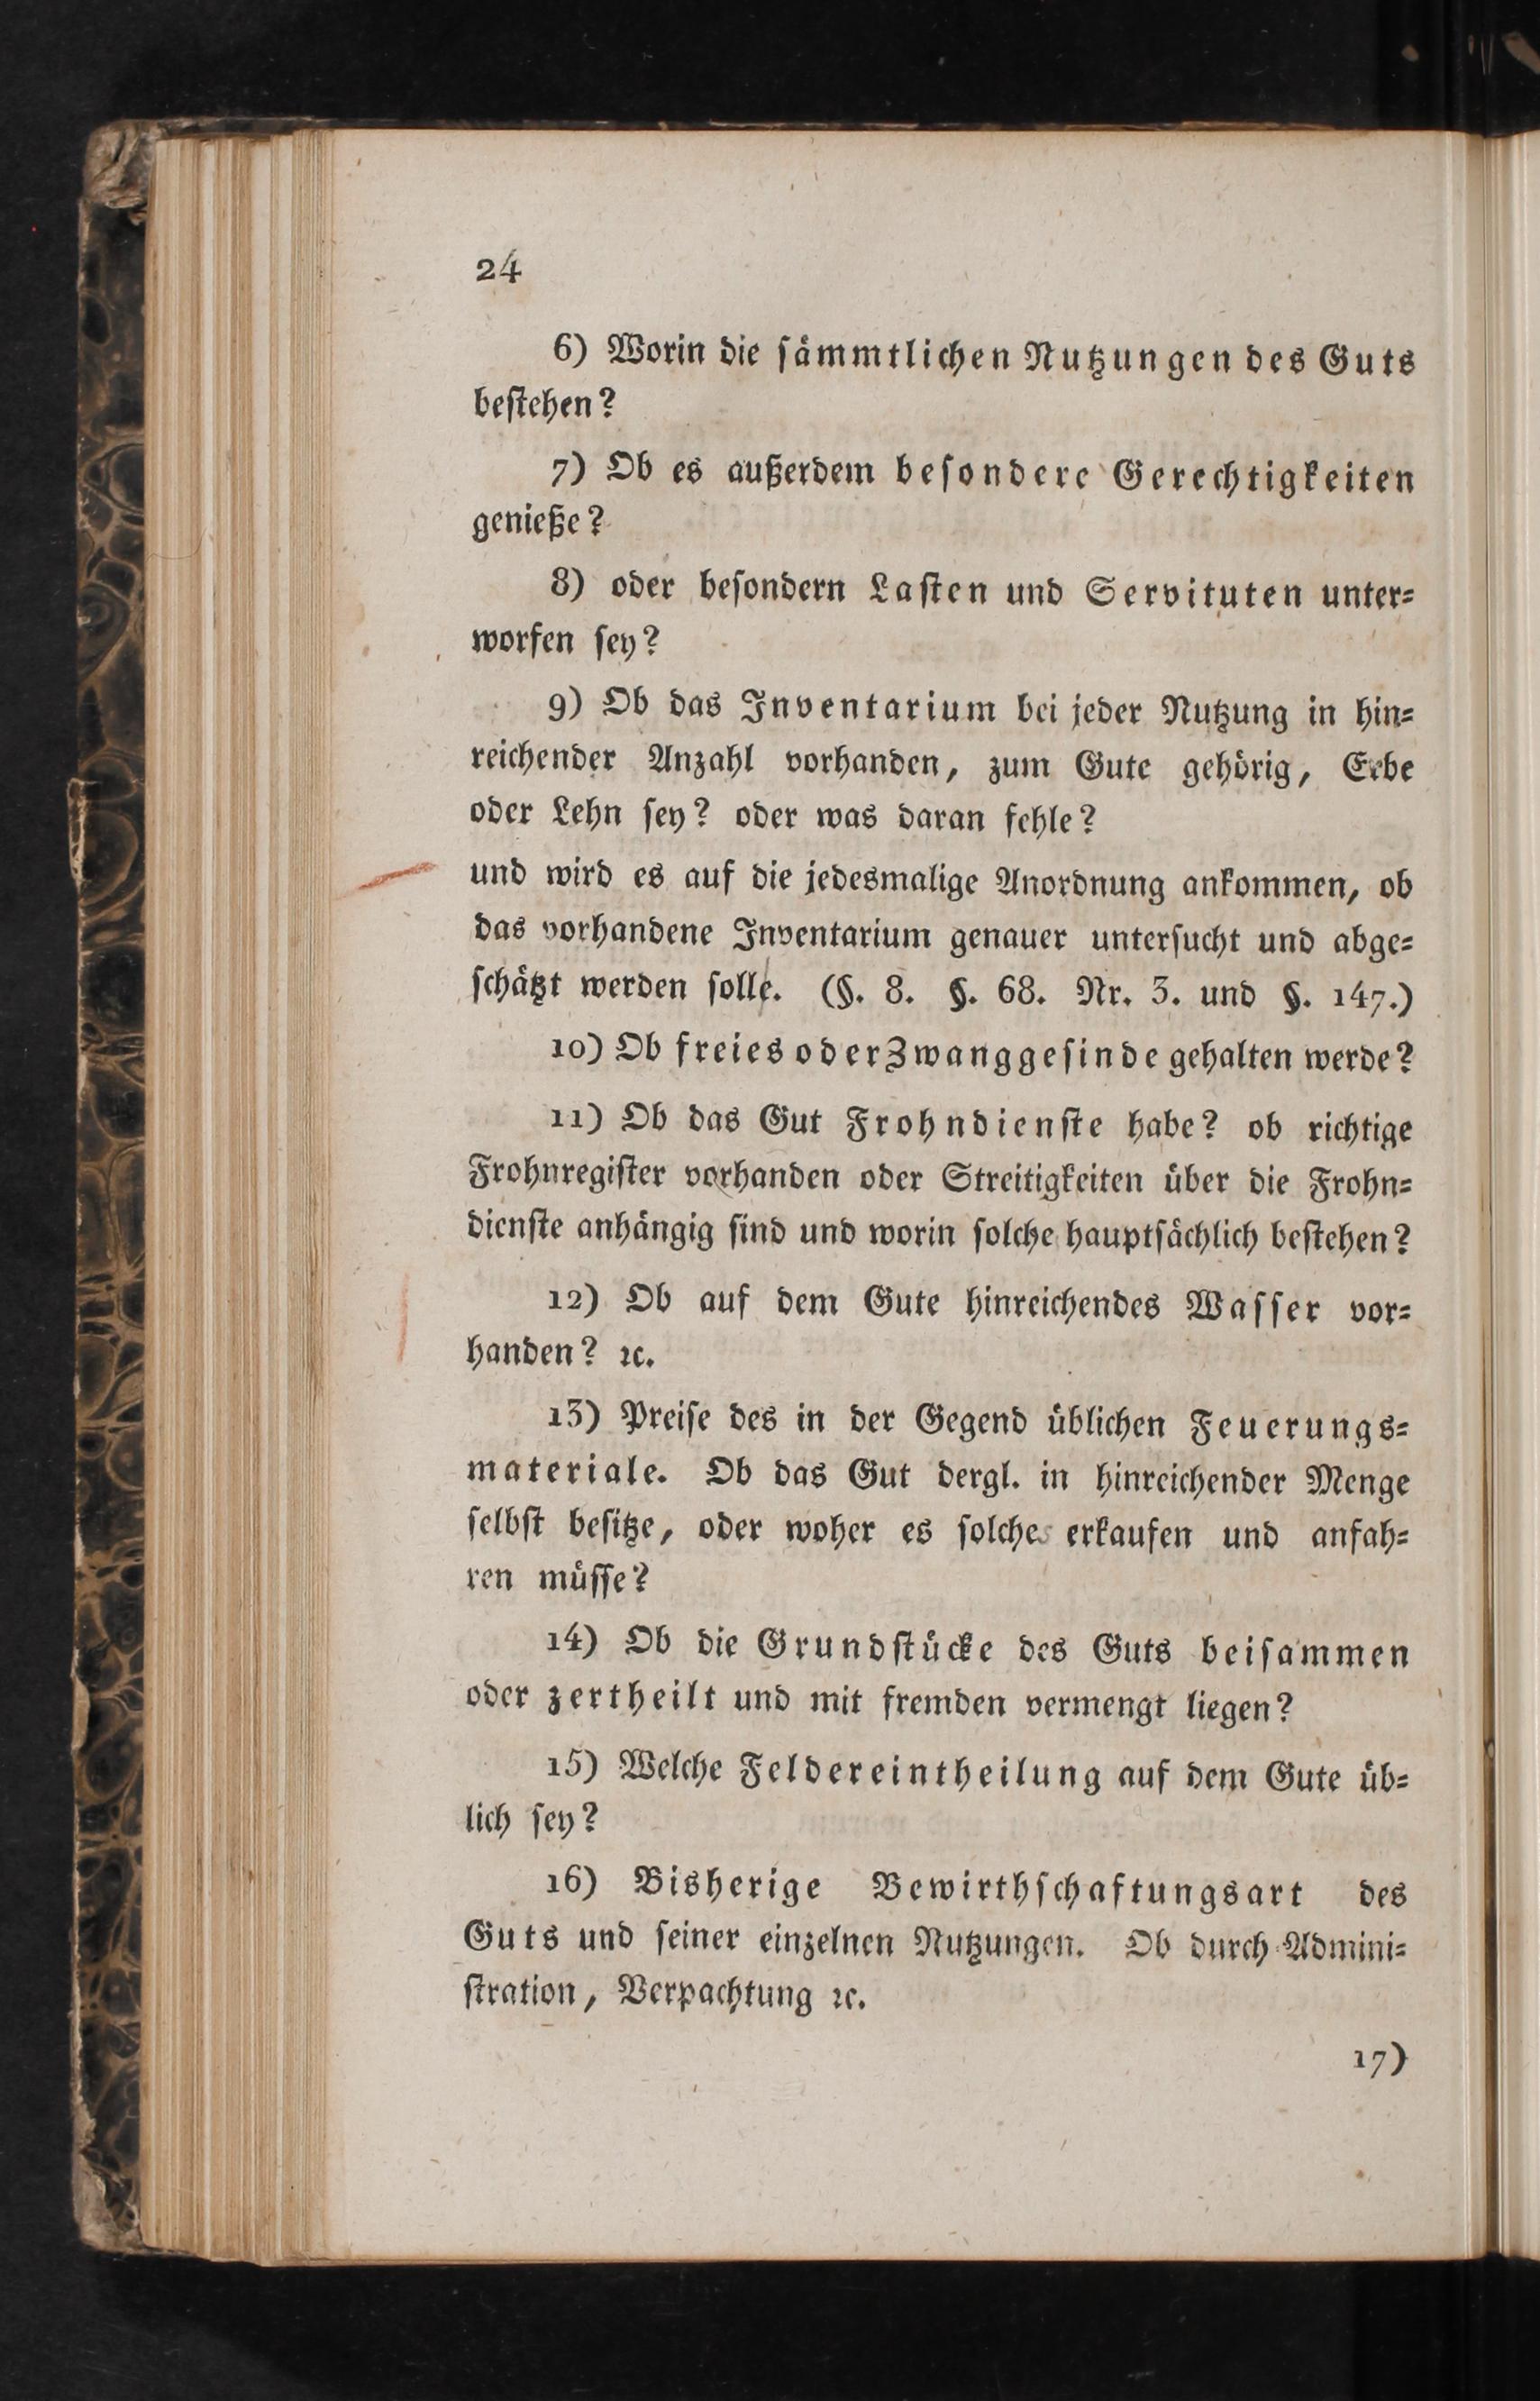 24
6) Worin die ſämmtlichen Nutzungen des Guts
beſtehen?
7) Ob es außerdem beſondere Gerechtigkeiten
genieße?
8) oder beſondern Laſten und Servituten unter⸗
worfen ſey?
9) Ob das Inventarium bei jeder Nutzung in hin⸗
reichender Anzahl vorhanden, zum Gute gehörig, Erbe
oder Lehn ſey? oder was daran fehle?
und wird es auf die jedesmalige Anordnung ankommen, ob
das vorhandene Inventarium genauer unterſucht und abge⸗
ſchätzt werden ſolle. (§. 8. §. 68. Nr. 3. und §. 147.)
10) Ob freies oder Zwanggeſinde gehalten werde?
11) Ob das Gut Frohndienſte habe? ob richtige
Frohnregiſter vorhanden oder Streitigkeiten über die Frohn⸗
dienſte anhängig ſind und worin ſolche hauptſächlich beſtehen?
12) Ob auf dem Gute hinreichendes Waſſer vor⸗
handen? ꝛc.
13) Preiſe des in der Gegend üblichen Feuerungs⸗
materiale. Ob das Gut dergl. in hinreichender Menge
ſelbſt beſitze, oder woher es ſolches erkaufen und anfah⸗
ren müſſe?
14) Ob die Grundſtücke des Guts beiſammen
oder zertheilt und mit fremden vermengt liegen?
15) Welche Feldereintheilung auf dem Gute üb⸗
lich ſey?
16) Bisherige Bewirthſchaftungsart des
Guts und ſeiner einzelnen Nutzungen. Ob durch Admini⸗
ſtration, Verpachtung ꝛc.
17)